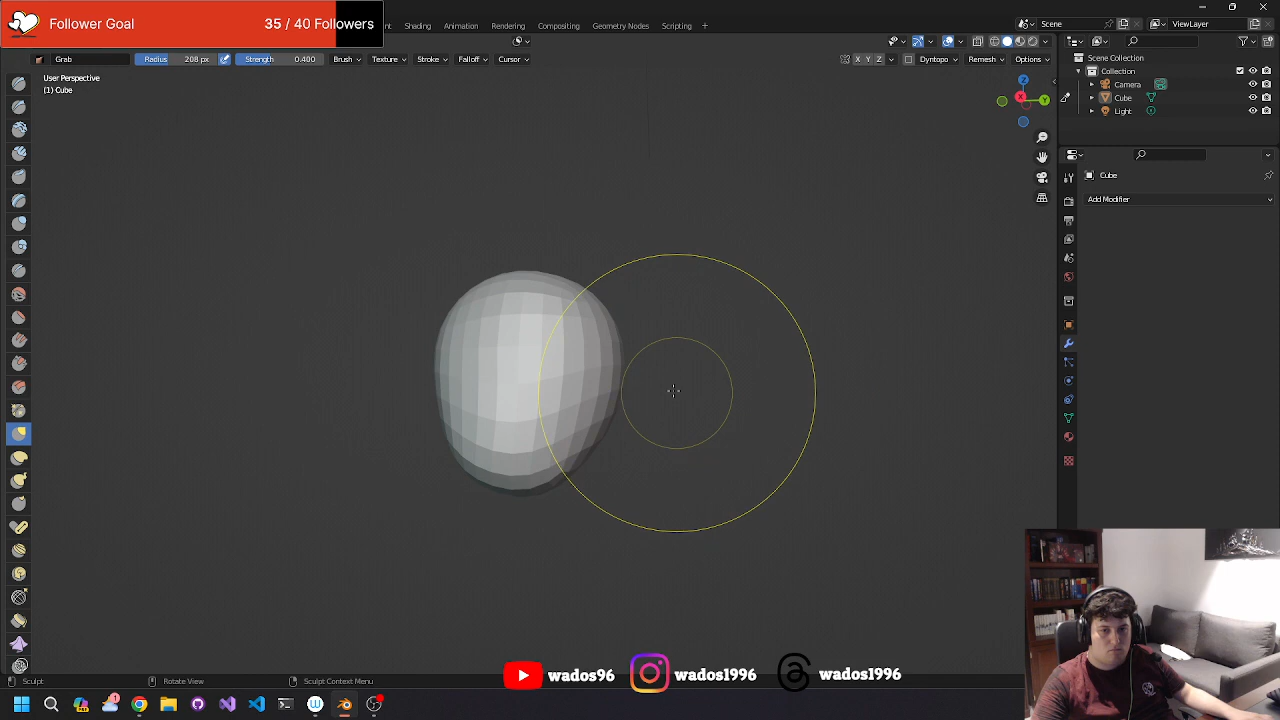 Follower Goal 35 / 40 Followers
Shading Animation Rendering Compositing Geometry Nodes Scripting +
Scene ViewLayer
Grab Radius 208 px Strength 0.400 Brush Texture Stroke Falloff Cursor
X Y Z Dyntopo Remesh Options
User Perspective
(1) Cube
Z
X
Y
Scene Collection
Collection
Camera
Cube
Light
Cube
Add Modifier
wados96 wados1996 wados1996
Sculpt Rotate View Sculpt Context Menu